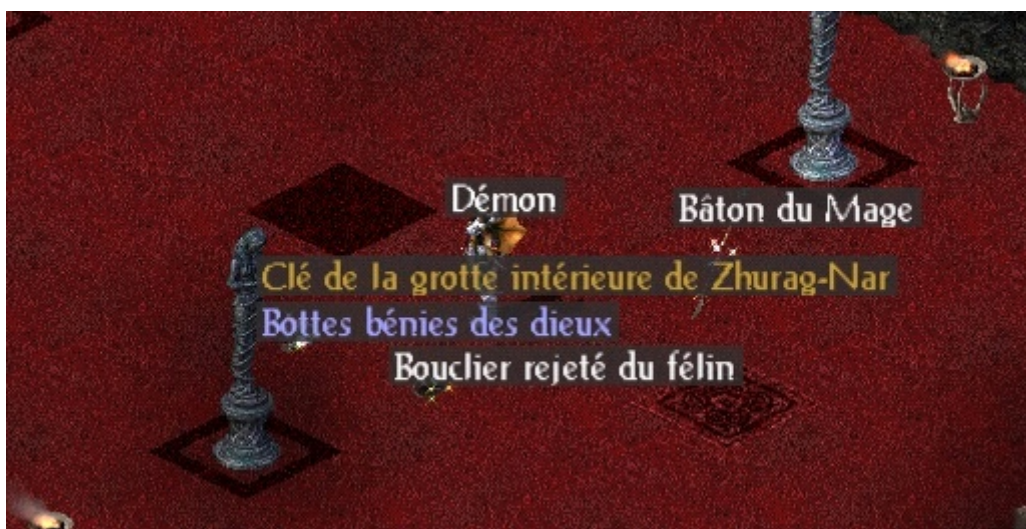 Démon
Bâton du Mage
Clé de la grotte intérieure de Zhurag-Nar
Bottes bénies des dieux
Bouclier rejeté du félin